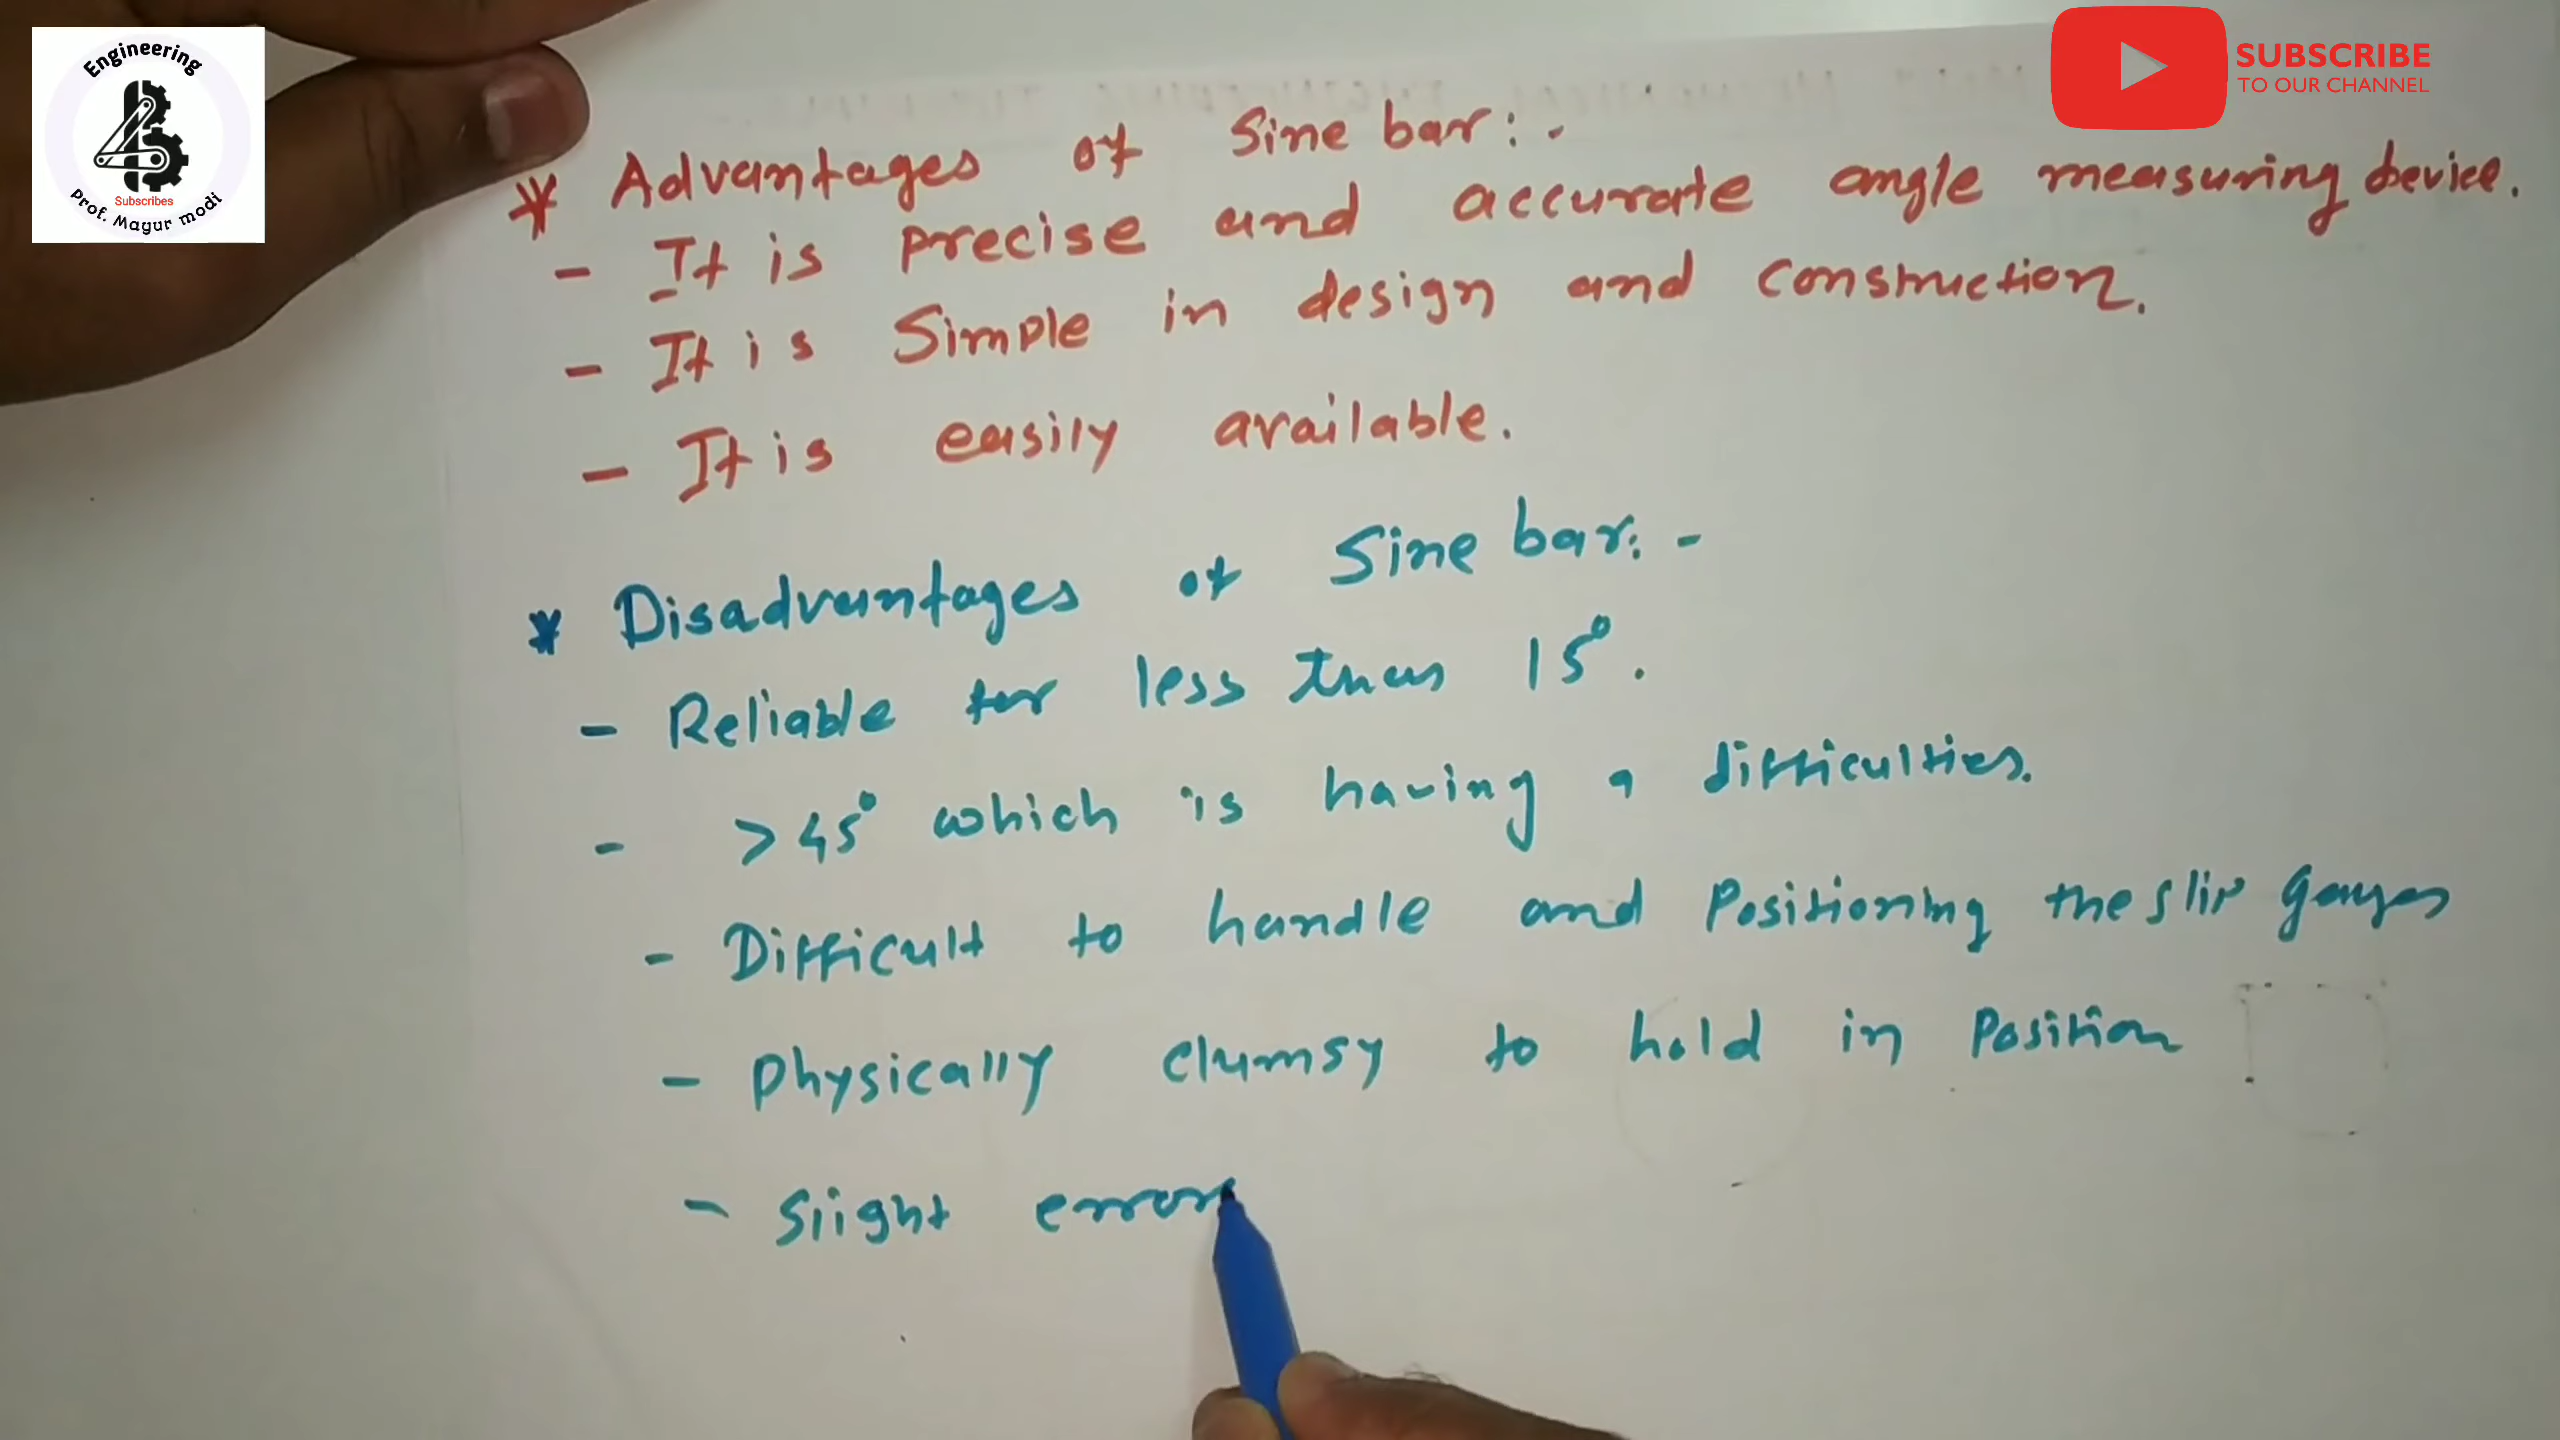 Engineering
Subscribes
Prof. Mayur modi
SUBSCRIBE
TO OUR CHANNEL
* Advantages of Sine bar:-
- It is precise and accurate angle measuring device.
- It is Simple in design and construction.
- It is easily available.
* Disadvantages of Sine bar:-
- Reliable for less than 15°.
- >45° which is having a difficulties.
- Difficult to handle and Positioning the slip gauges
- Physically clumsy to hold in Position
- Slight error